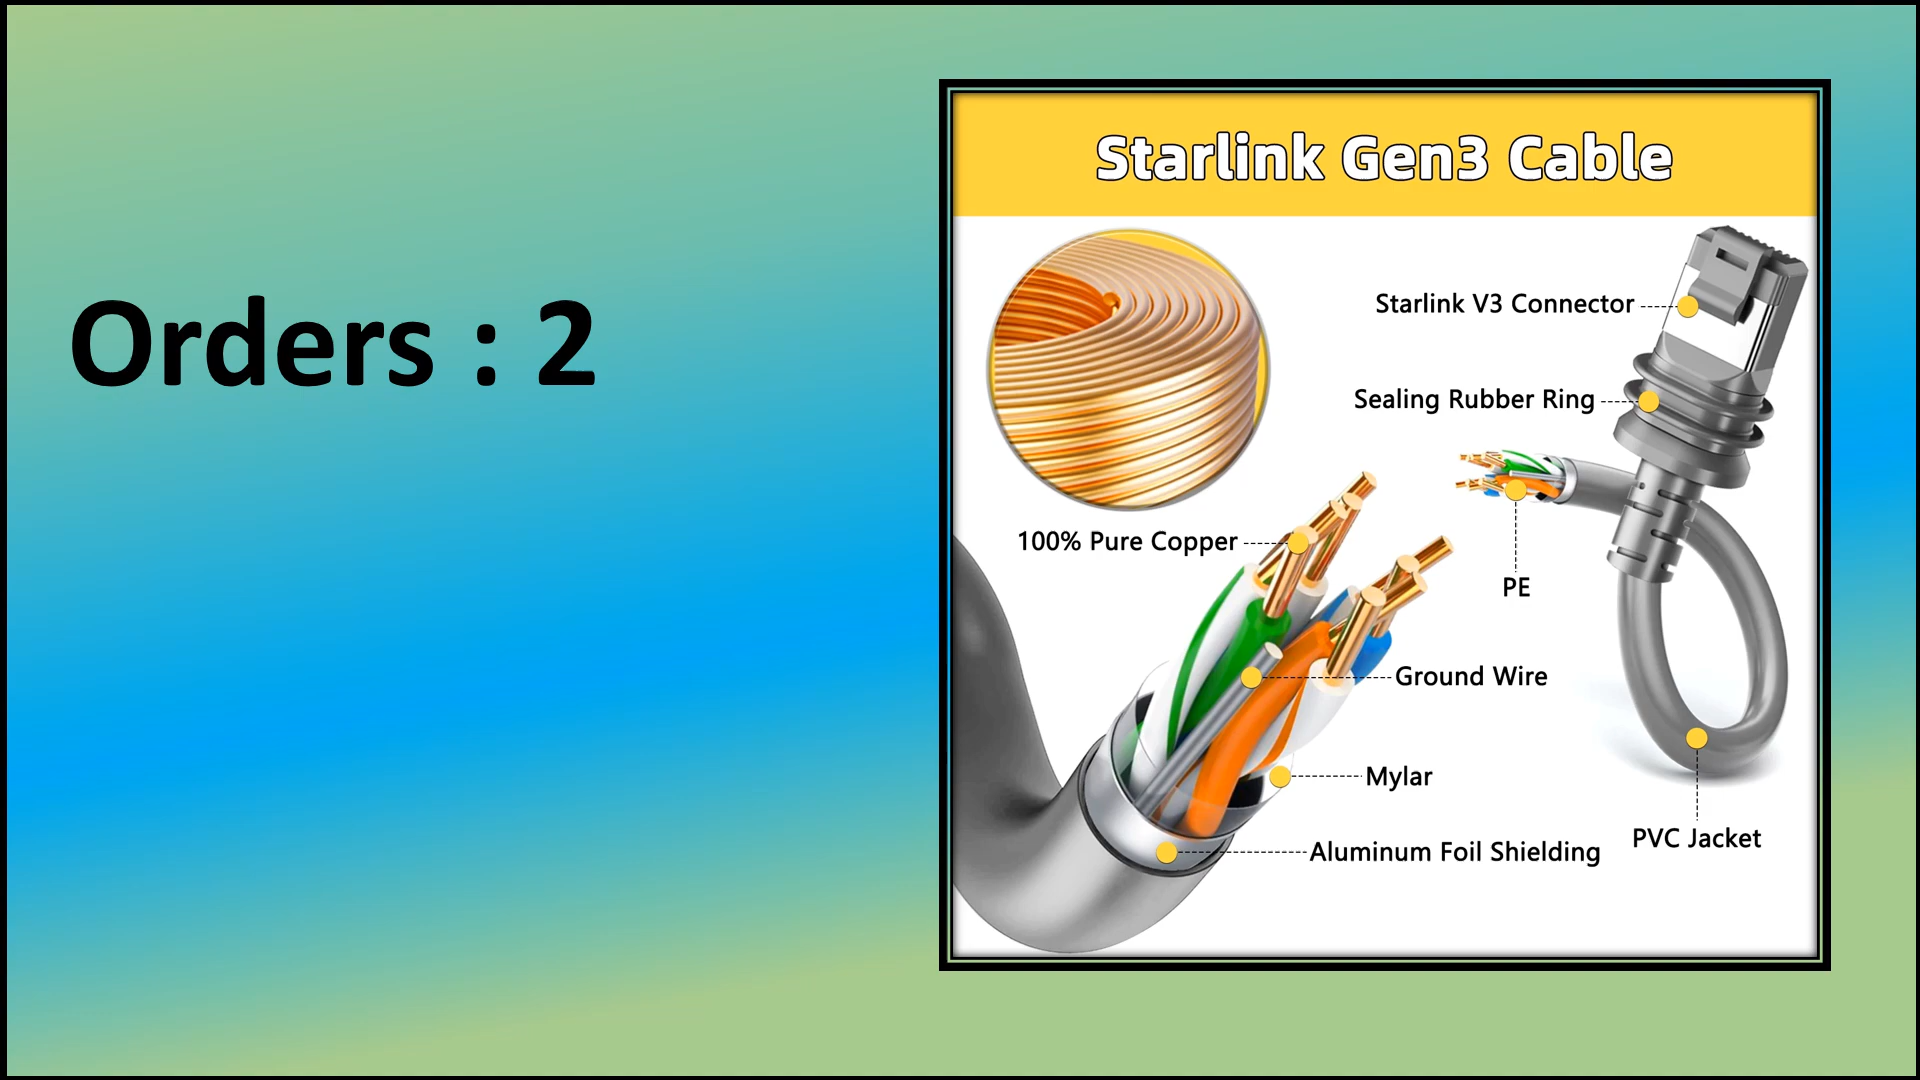 Orders : 2
Starlink Gen3 Cable
Starlink V3 Connector
Sealing Rubber Ring
100% Pure Copper
PE
Ground Wire
Mylar
PVC Jacket
Aluminum Foil Shielding